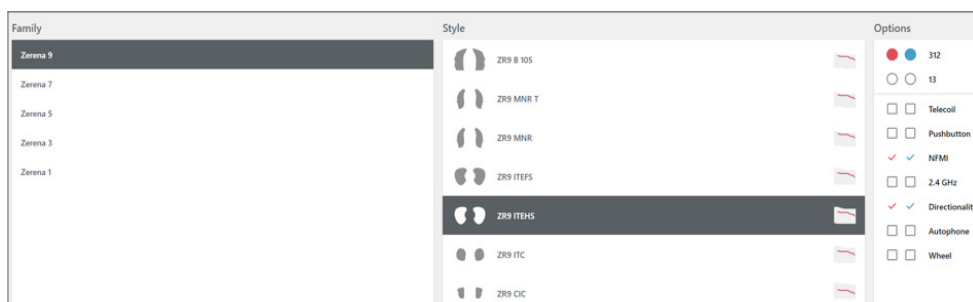 Family
Zerena 9
Zerena 7
Zerena 5
Zerena 3
Zerena 1
Style
ZR9 B 105
ZR9 MNR T
ZR9 MNR
ZR9 ITEFS
ZR9 ITEHS
ZR9 ITC
ZR9 CIC
Options
312
13
Telecoil
Pushbutton
NFMI
2.4 GHz
Directionalit
Autophone
Wheel